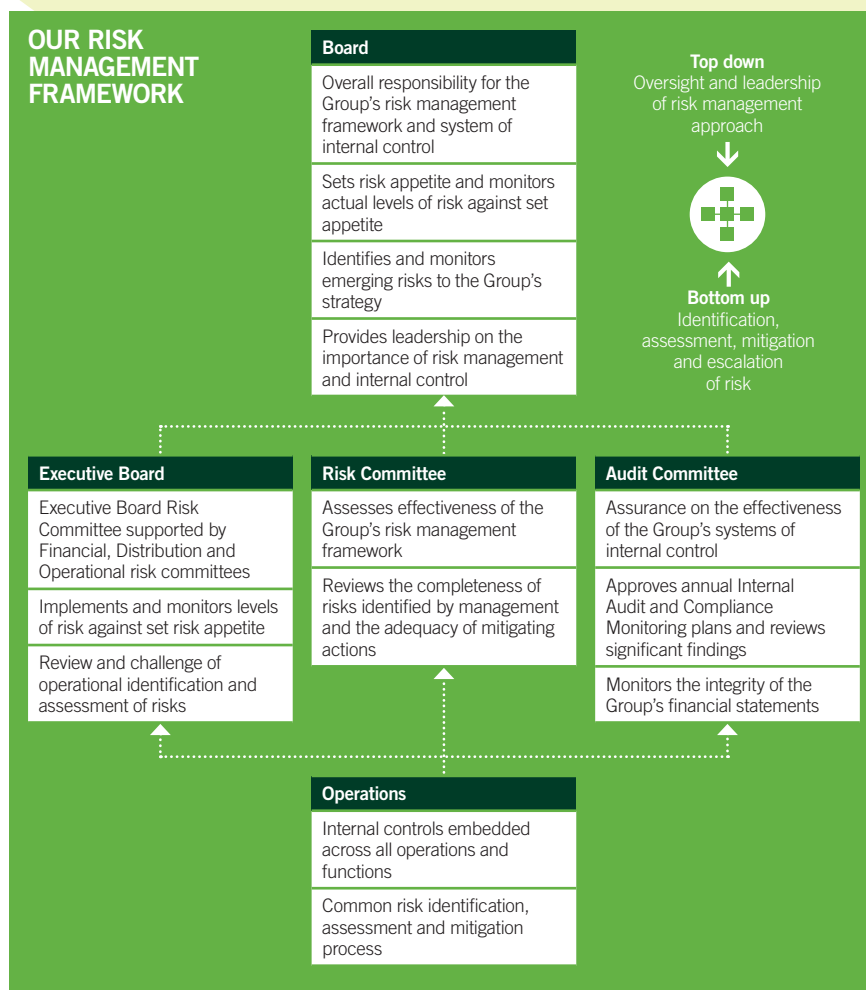 OUR RISK
MANAGEMENT
FRAMEWORK
Board
Overall responsibility for the
Group's risk management
framework and system of
internal control
Sets risk appetite and monitors
actual levels of risk against set
appetite
Identifies and monitors
emerging risks to the Group's
strategy
Provides leadership on the
importance of risk management
and internal control
Top down
Oversight and leadership
of risk management
approach
Bottom up
Identification,
assessment, mitigation
and escalation
of risk
Executive Board
Executive Board Risk
Committee supported by
Financial, Distribution and
Operational risk committees
Implements and monitors levels
of risk against set risk appetite
Review and challenge of
operational identification and
assessment of risks
Risk Committee
Assesses effectiveness of the
Group's risk management
framework
Reviews the completeness of
risks identified by management
and the adequacy of mitigating
actions
Audit Committee
Assurance on the effectiveness
of the Group's systems of
internal control
Approves annual Internal
Audit and Compliance
Monitoring plans and reviews
significant findings
Monitors the integrity of the
Group's financial statements
Operations
Internal controls embedded
across all operations and
functions
Common risk identification,
assessment and mitigation
process